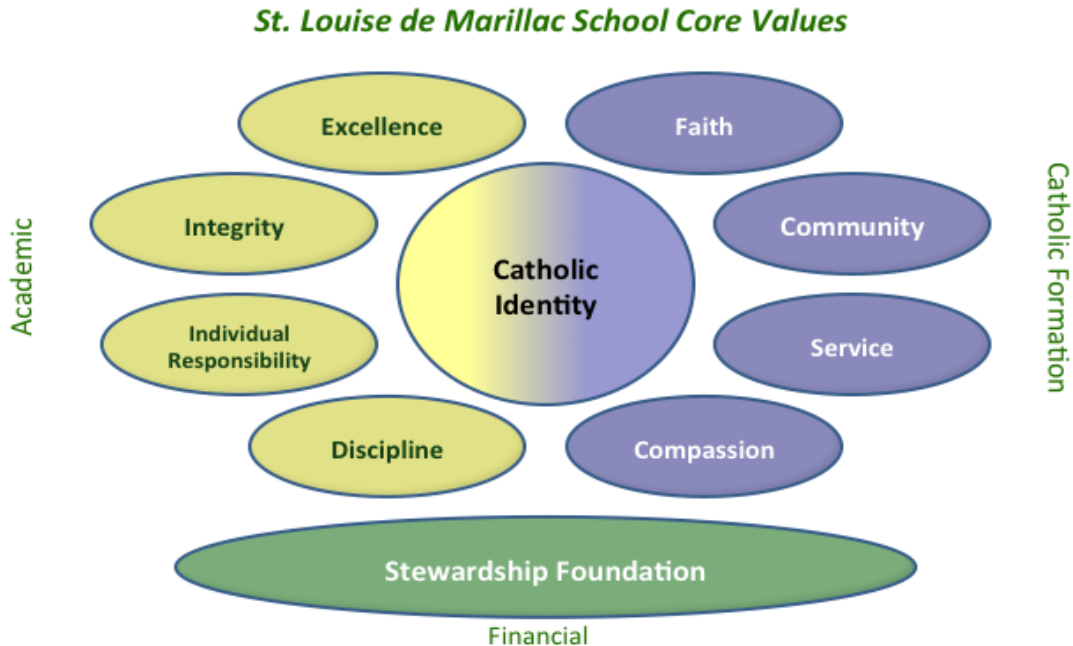 St. Louise de Marillac School Core Values
Excellence
Faith
Integrity
Community
Academic
Catholic
Identity
Catholic Formation
Individual
Responsibility
Service
Discipline
Compassion
Stewardship Foundation
Financial